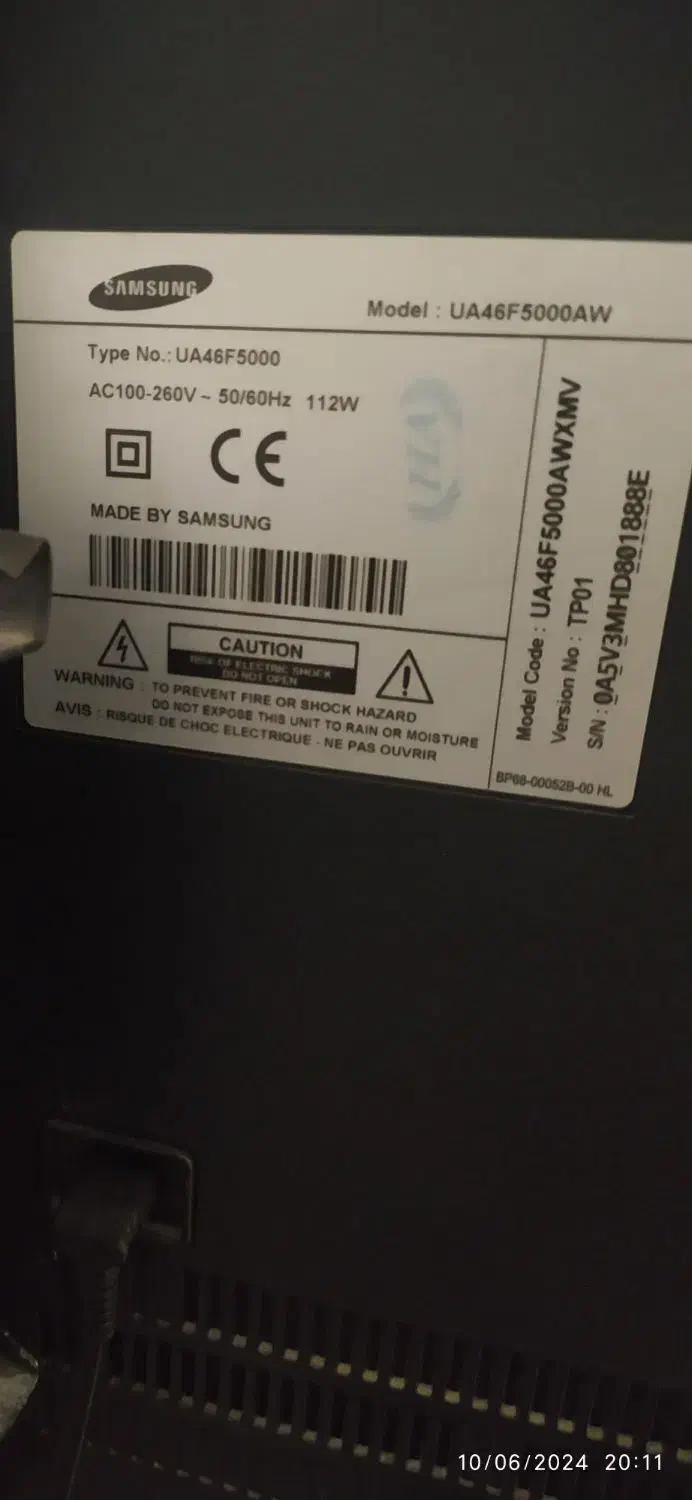 SAMSUNG
Model : UA46F5000AW
Type No.: UA46F5000
AC100-260V ~ 50/60Hz 112W
CE
MADE BY SAMSUNG
CAUTION
RISK OF ELECTRIC SHOCK
DO NOT OPEN
WARNING : TO PREVENT FIRE OR SHOCK HAZARD
DO NOT EXPOSE THIS UNIT TO RAIN OR MOISTURE
AVIS : RISQUE DE CHOC ELECTRIQUE - NE PAS OUVRIR
Model Code : UA46F5000AWXMV
Version No : TP01
S/N : 0A5V3MHD801888E
BP68-00052B-00 HL
10/06/2024 20:11